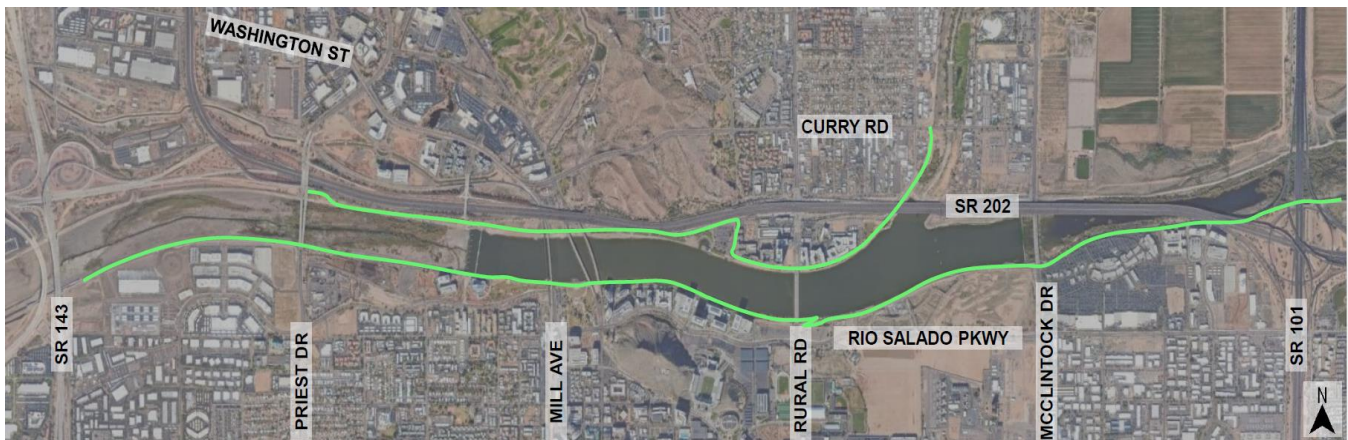 WASHINGTON ST
CURRY RD
SR 202
SR 143
PRIEST DR
MILL AVE
RURAL RD
RIO SALADO PKWY
MCCLINTOCK DR
SR 101
N